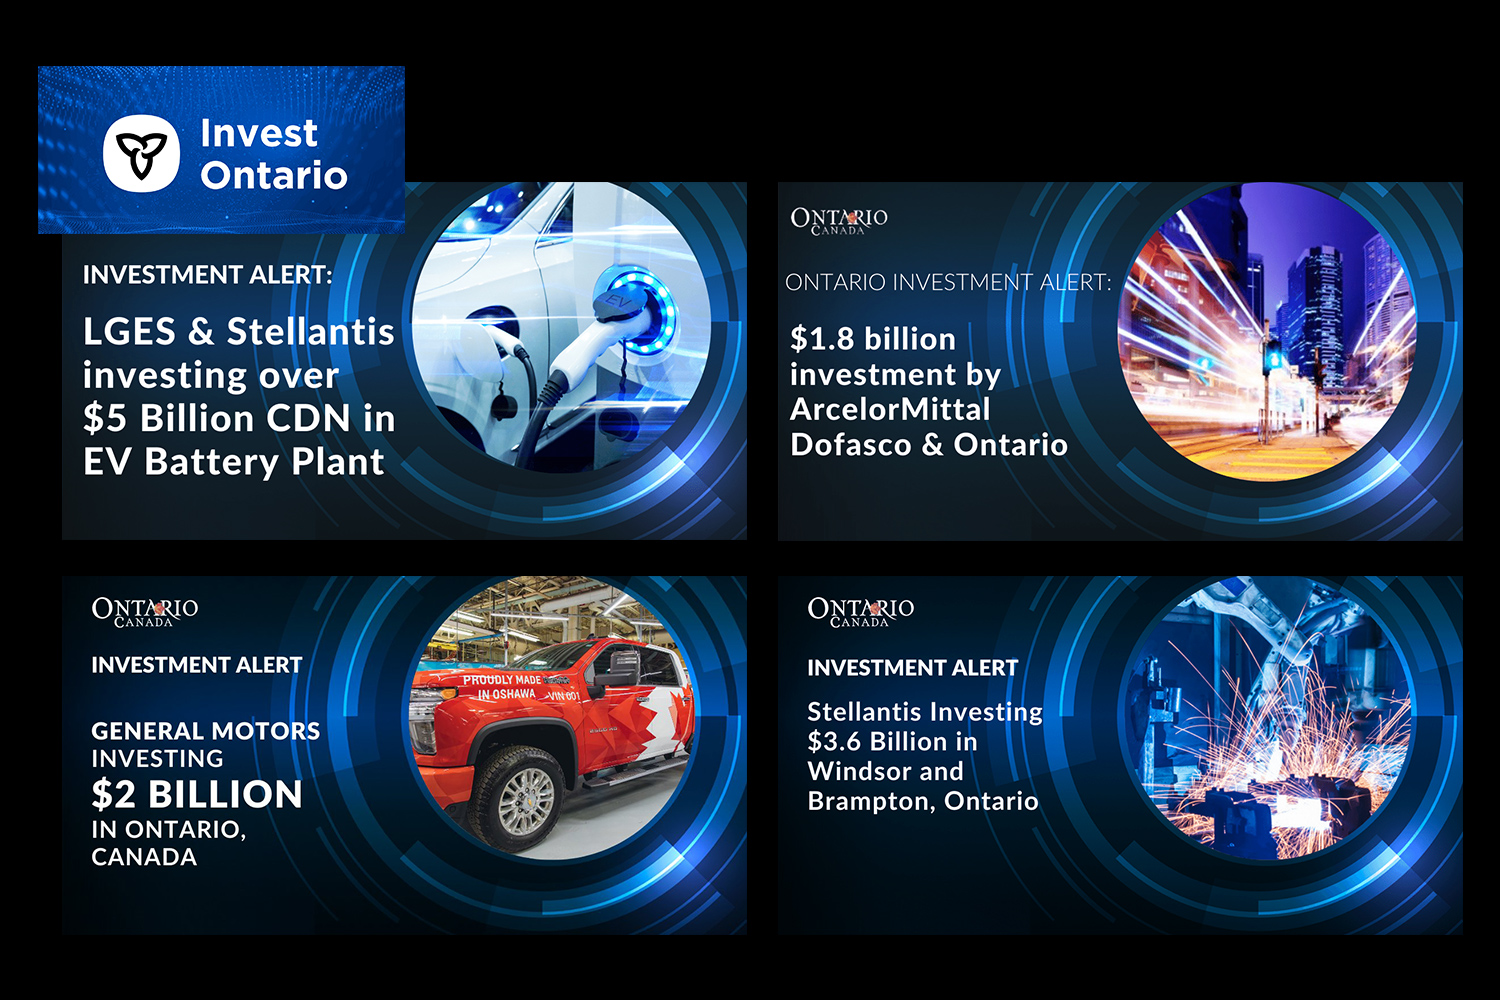 Invest
Ontario
INVESTMENT ALERT:
LGES & Stellantis
investing over
$5 Billion CDN in
EV Battery Plant
EV
ONTARIO
CANADA
ONTARIO INVESTMENT ALERT:
$1.8 billion
investment by
ArcelorMittal
Dofasco & Ontario
ONTARIO
CANADA
INVESTMENT ALERT
GENERAL MOTORS
INVESTING
$2 BILLION
IN ONTARIO,
CANADA
PROUDLY MADE
IN OSHAWA
VIN 001
ONTARIO
CANADA
INVESTMENT ALERT
Stellantis Investing
$3.6 Billion in
Windsor and
Brampton, Ontario